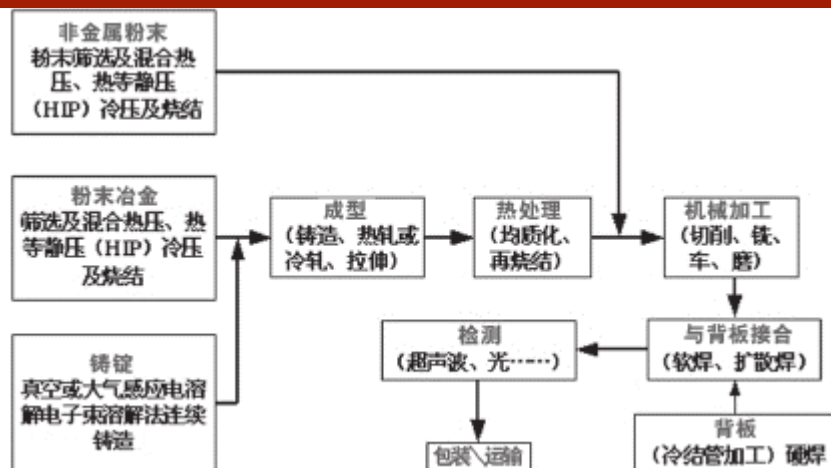 非金属粉末
粉末筛选及混合热
压、热等静压
（HIP）冷压及烧结
粉末冶金
筛选及混合热压、热
等静压（HIP）冷压
及烧结
成型
（铸造、热轧或
冷轧、拉伸）
热处理
（均质化、
再烧结）
机械加工
（切削、铣、
车、磨）
铸锭
真空或大气感应电溶
解电子束溶解法连续
铸造
检测
（超声波、光……）
与背板接合
（软焊、扩散焊）
包装\运输
背板
（冷结管加工）硬焊